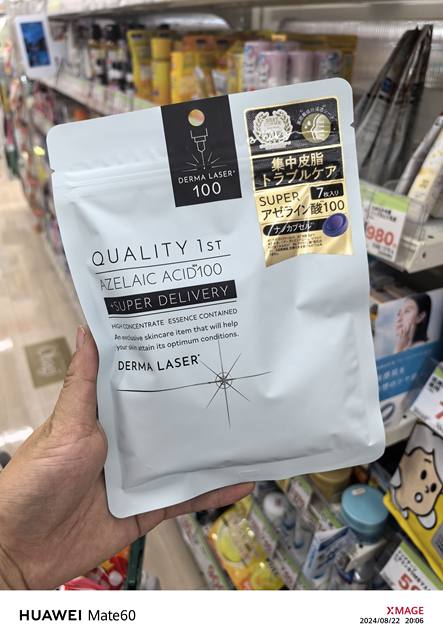 DERMA LASER
100
集中皮脂
トラブルケア
SUPER 7枚入り
アゼライン酸100
ナノカプセル
QUALITY 1ST
AZELAIC ACID 100
+SUPER DELIVERY
HIGH CONCENTRATE ESSENCE CONTAINED
An exclusive skincare item that will help
your skin attain its optimum conditions.
DERMA LASER
980
HUAWEI Mate60
XMAGE
2024/08/22 20:06